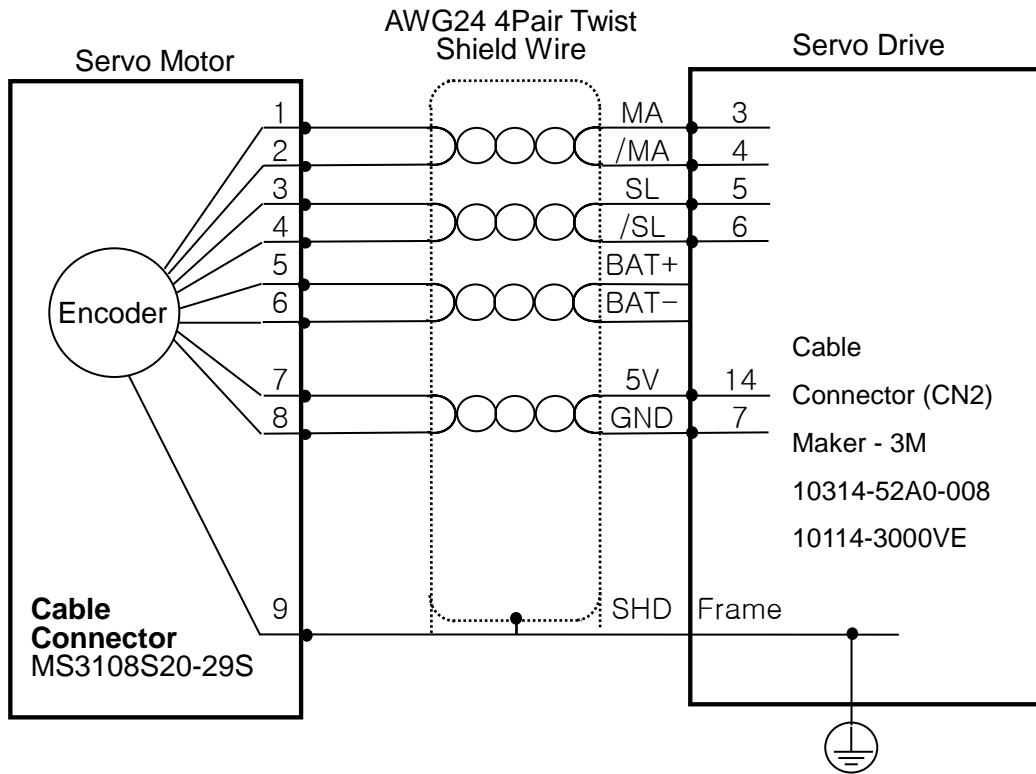 AWG24 4Pair Twist
Shield Wire
Servo Motor
Servo Drive
1 MA 3
2 /MA 4
3 SL 5
4 /SL 6
5 BAT+
6 BAT-
Encoder
7 5V 14
8 GND 7
Cable
Connector (CN2)
Maker - 3M
10314-52A0-008
10114-3000VE
9 SHD Frame
Cable
Connector
MS3108S20-29S